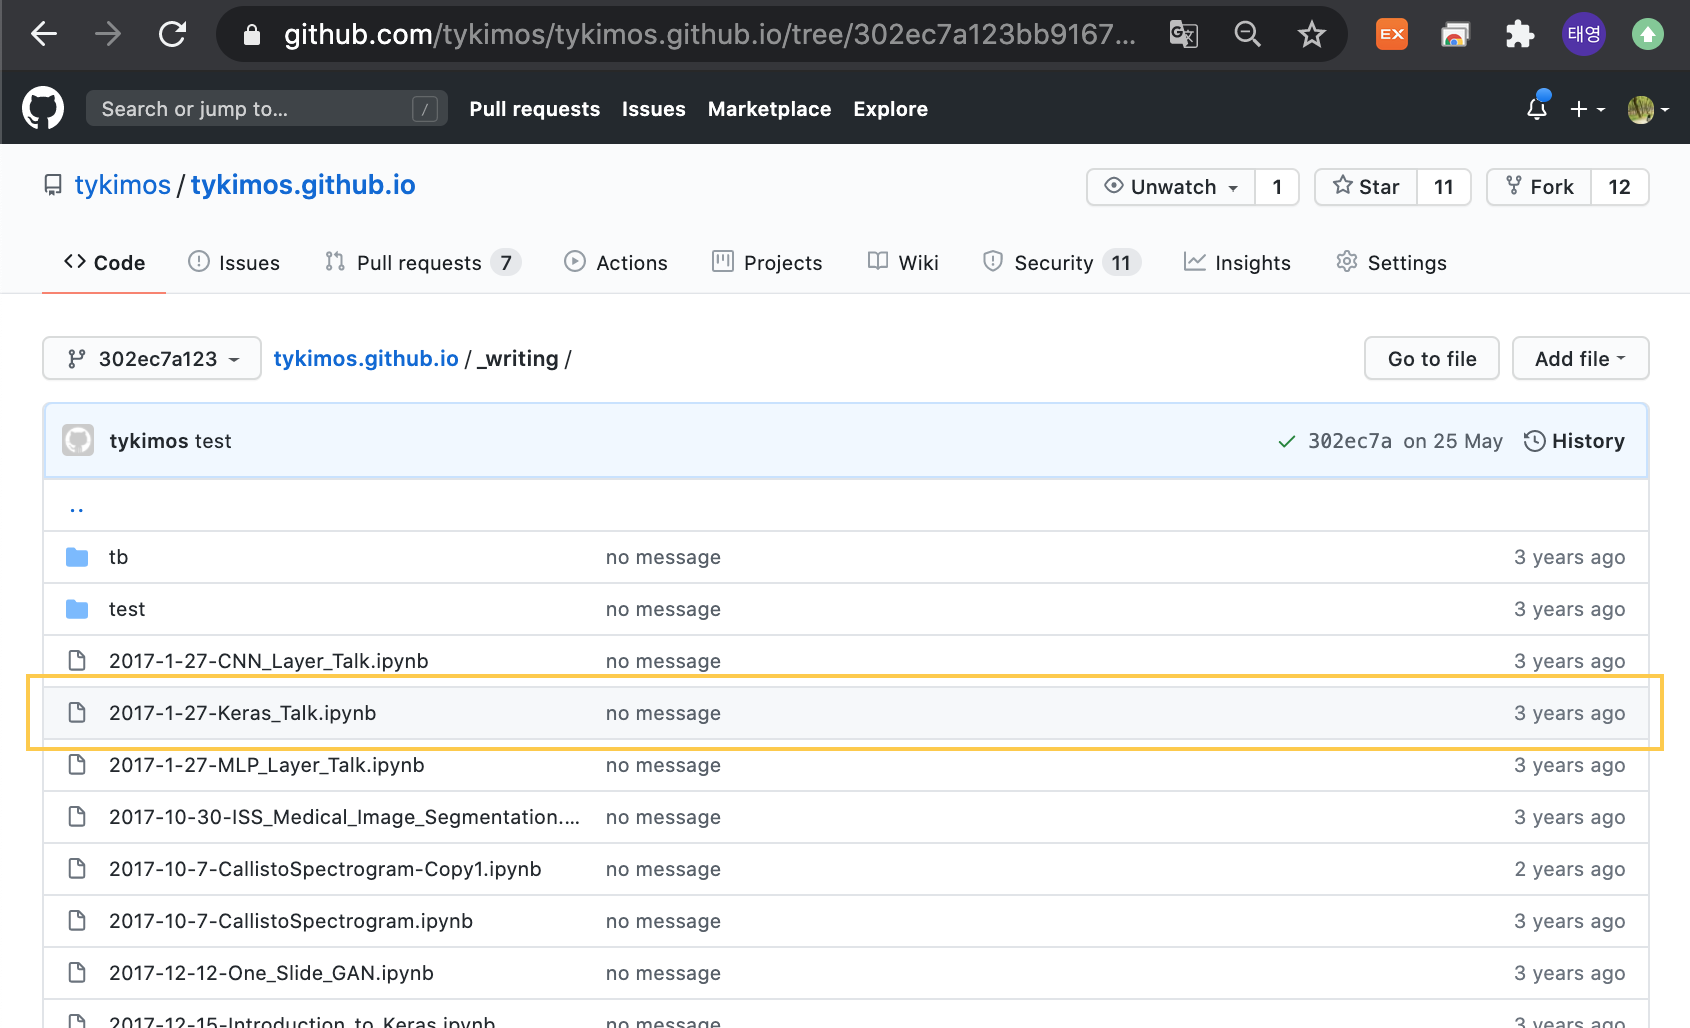 github.com/tykimos/tykimos.github.io/tree/302ec7a123bb9167...
EX
태영
Search or jump to...
/
Pull requests
Issues
Marketplace
Explore
tykimos/tykimos.github.io
Unwatch 1
Star 11
Fork 12
Code
Issues
Pull requests 7
Actions
Projects
Wiki
Security 11
Insights
Settings
302ec7a123
tykimos.github.io / _writing /
Go to file
Add file
tykimos test
302ec7a on 25 May
History
..
tb no message 3 years ago
test no message 3 years ago
2017-1-27-CNN_Layer_Talk.ipynb no message 3 years ago
2017-1-27-Keras_Talk.ipynb no message 3 years ago
2017-1-27-MLP_Layer_Talk.ipynb no message 3 years ago
2017-10-30-ISS_Medical_Image_Segmentation.... no message 3 years ago
2017-10-7-CallistoSpectrogram-Copy1.ipynb no message 2 years ago
2017-10-7-CallistoSpectrogram.ipynb no message 3 years ago
2017-12-12-One_Slide_GAN.ipynb no message 3 years ago
2017-12-15-Introduction_to_Keras.ipynb no message 3 years ago